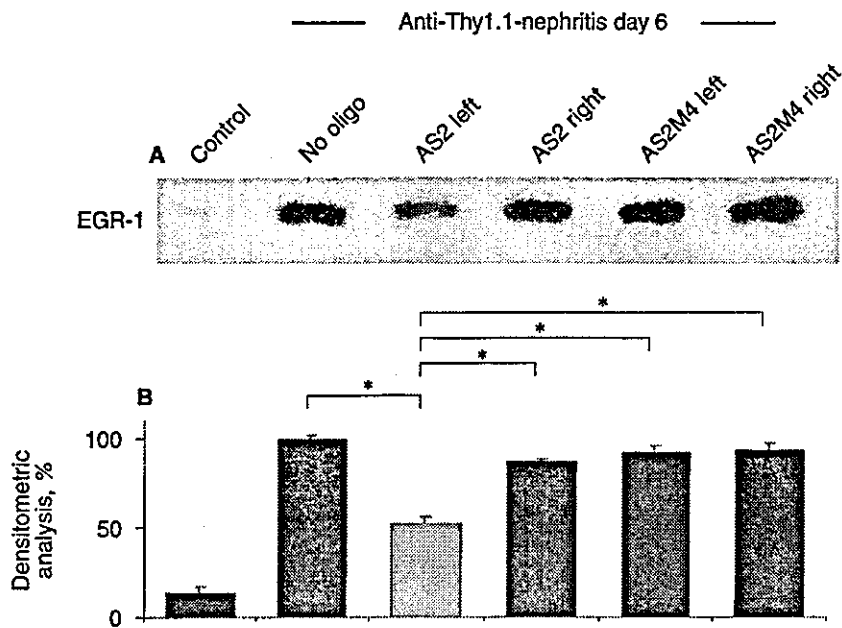 Anti-Thy1.1-nephritis day 6
Control
No oligo
AS2 left
AS2 right
AS2M4 left
AS2M4 right
A
EGR-1
*
*
*
*
B
Densitometric
analysis, %
100
50
0